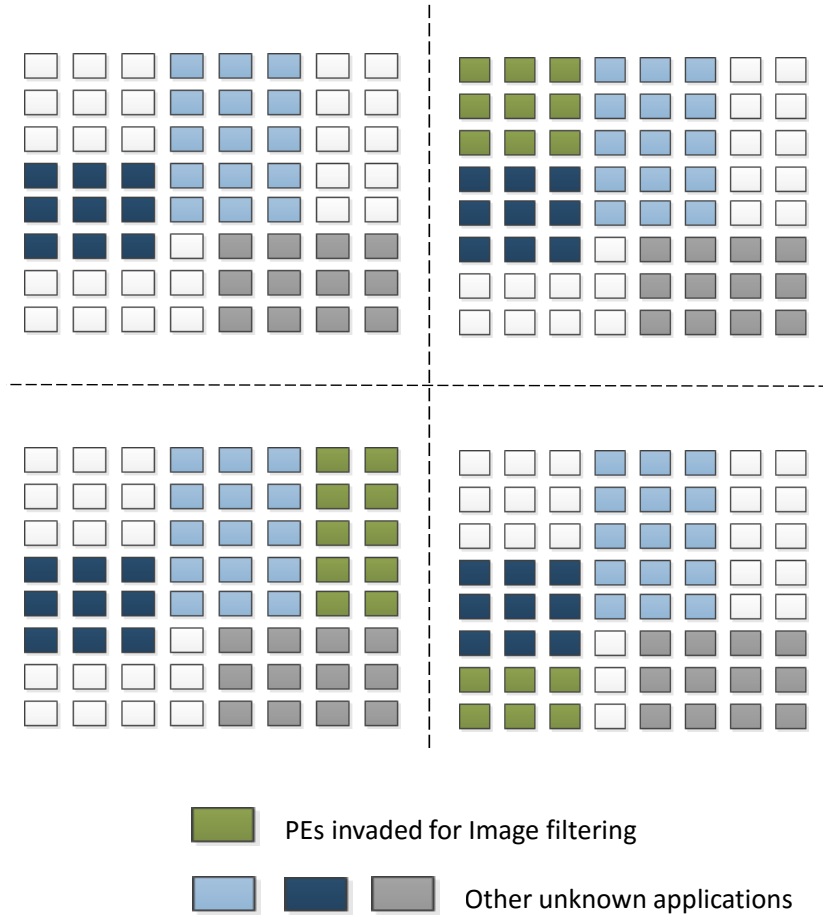 PEs invaded for Image filtering
Other unknown applications